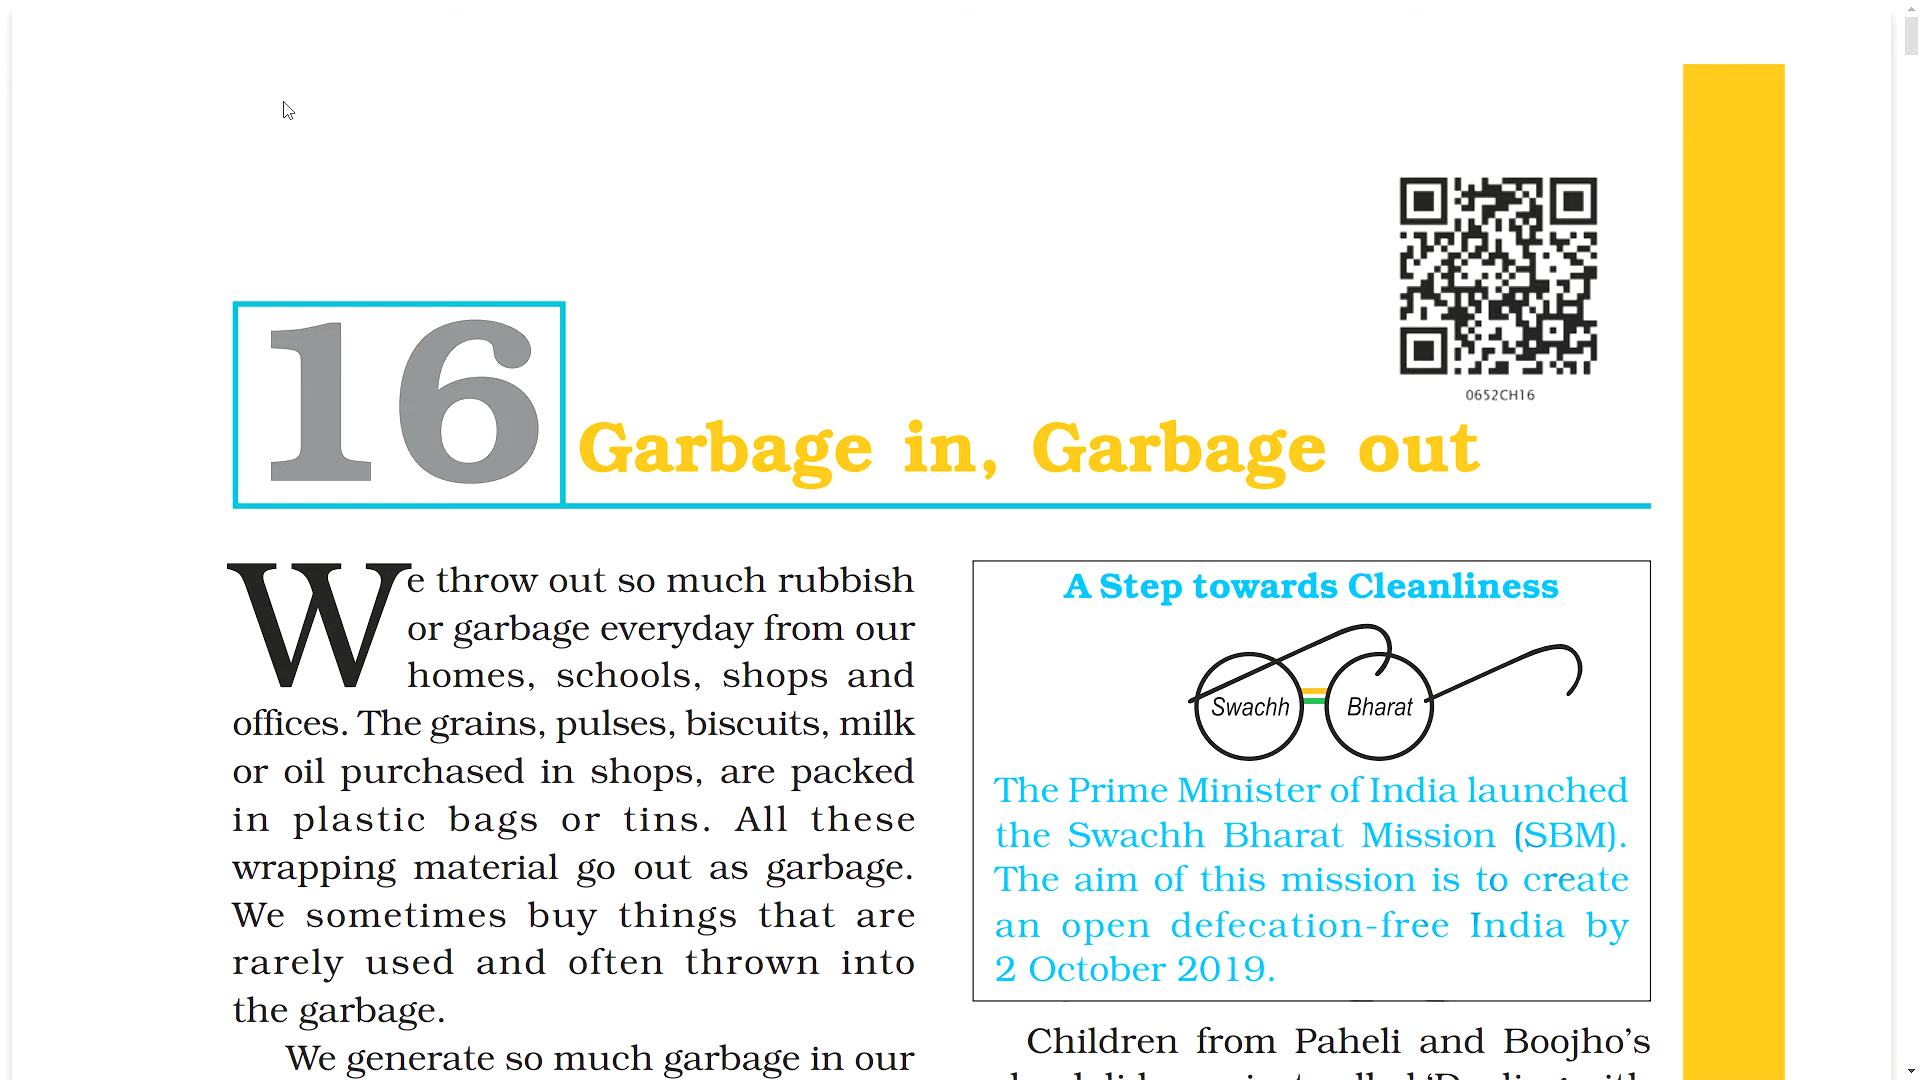 0652CH16
16 Garbage in, Garbage out
We throw out so much rubbish
or garbage everyday from our
homes, schools, shops and
offices. The grains, pulses, biscuits, milk
or oil purchased in shops, are packed
in plastic bags or tins. All these
wrapping material go out as garbage.
We sometimes buy things that are
rarely used and often thrown into
the garbage.
We generate so much garbage in our
A Step towards Cleanliness
Swachh Bharat
The Prime Minister of India launched
the Swachh Bharat Mission (SBM).
The aim of this mission is to create
an open defecation-free India by
2 October 2019.
Children from Paheli and Boojho’s